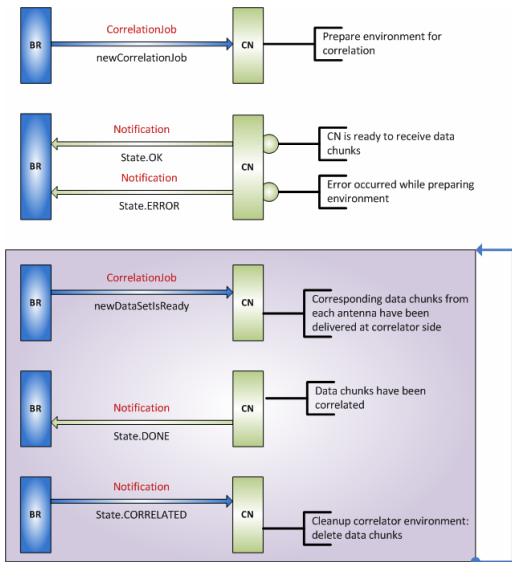 CorrelationJob
BR
CN
newCorrelationJob
Prepare environment for
correlation
Notification
State.OK
BR
CN
Notification
State.ERROR
CN is ready to receive data
chunks
Error occurred while preparing
environment
CorrelationJob
BR
CN
newDataSetIsReady
Corresponding data chunks from
each antenna have been
delivered at correlator side
BR
CN
Notification
State.DONE
Data chunks have been
correlated
Notification
BR
CN
State.CORRELATED
Cleanup correlator environment:
delete data chunks